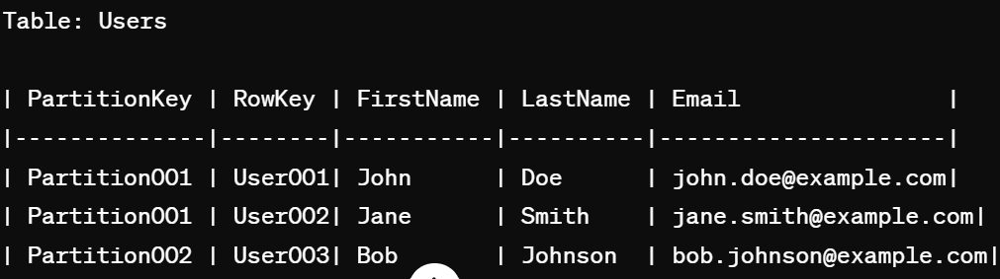 Table: Users
| PartitionKey | RowKey | FirstName | LastName | Email               |
|--------------|--------|-----------|----------|---------------------|
| Partition001 | User001| John      | Doe      | john.doe@example.com|
| Partition001 | User002| Jane      | Smith    | jane.smith@example.com|
| Partition002 | User003| Bob       | Johnson  | bob.johnson@example.com|